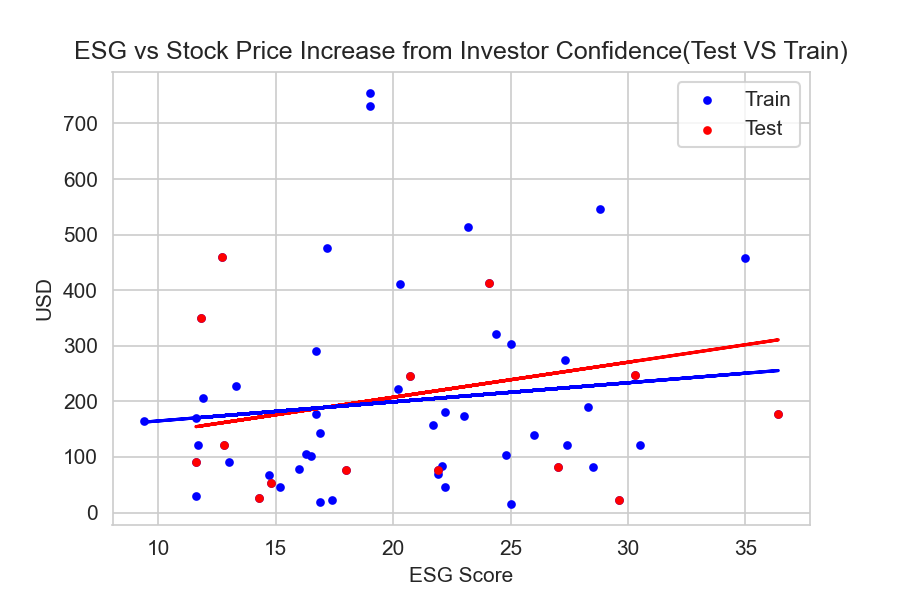 ESG vs Stock Price Increase from Investor Confidence(Test VS Train)
Train
Test
700
600
500
400
300
200
100
0
USD
10 15 20 25 30 35
ESG Score